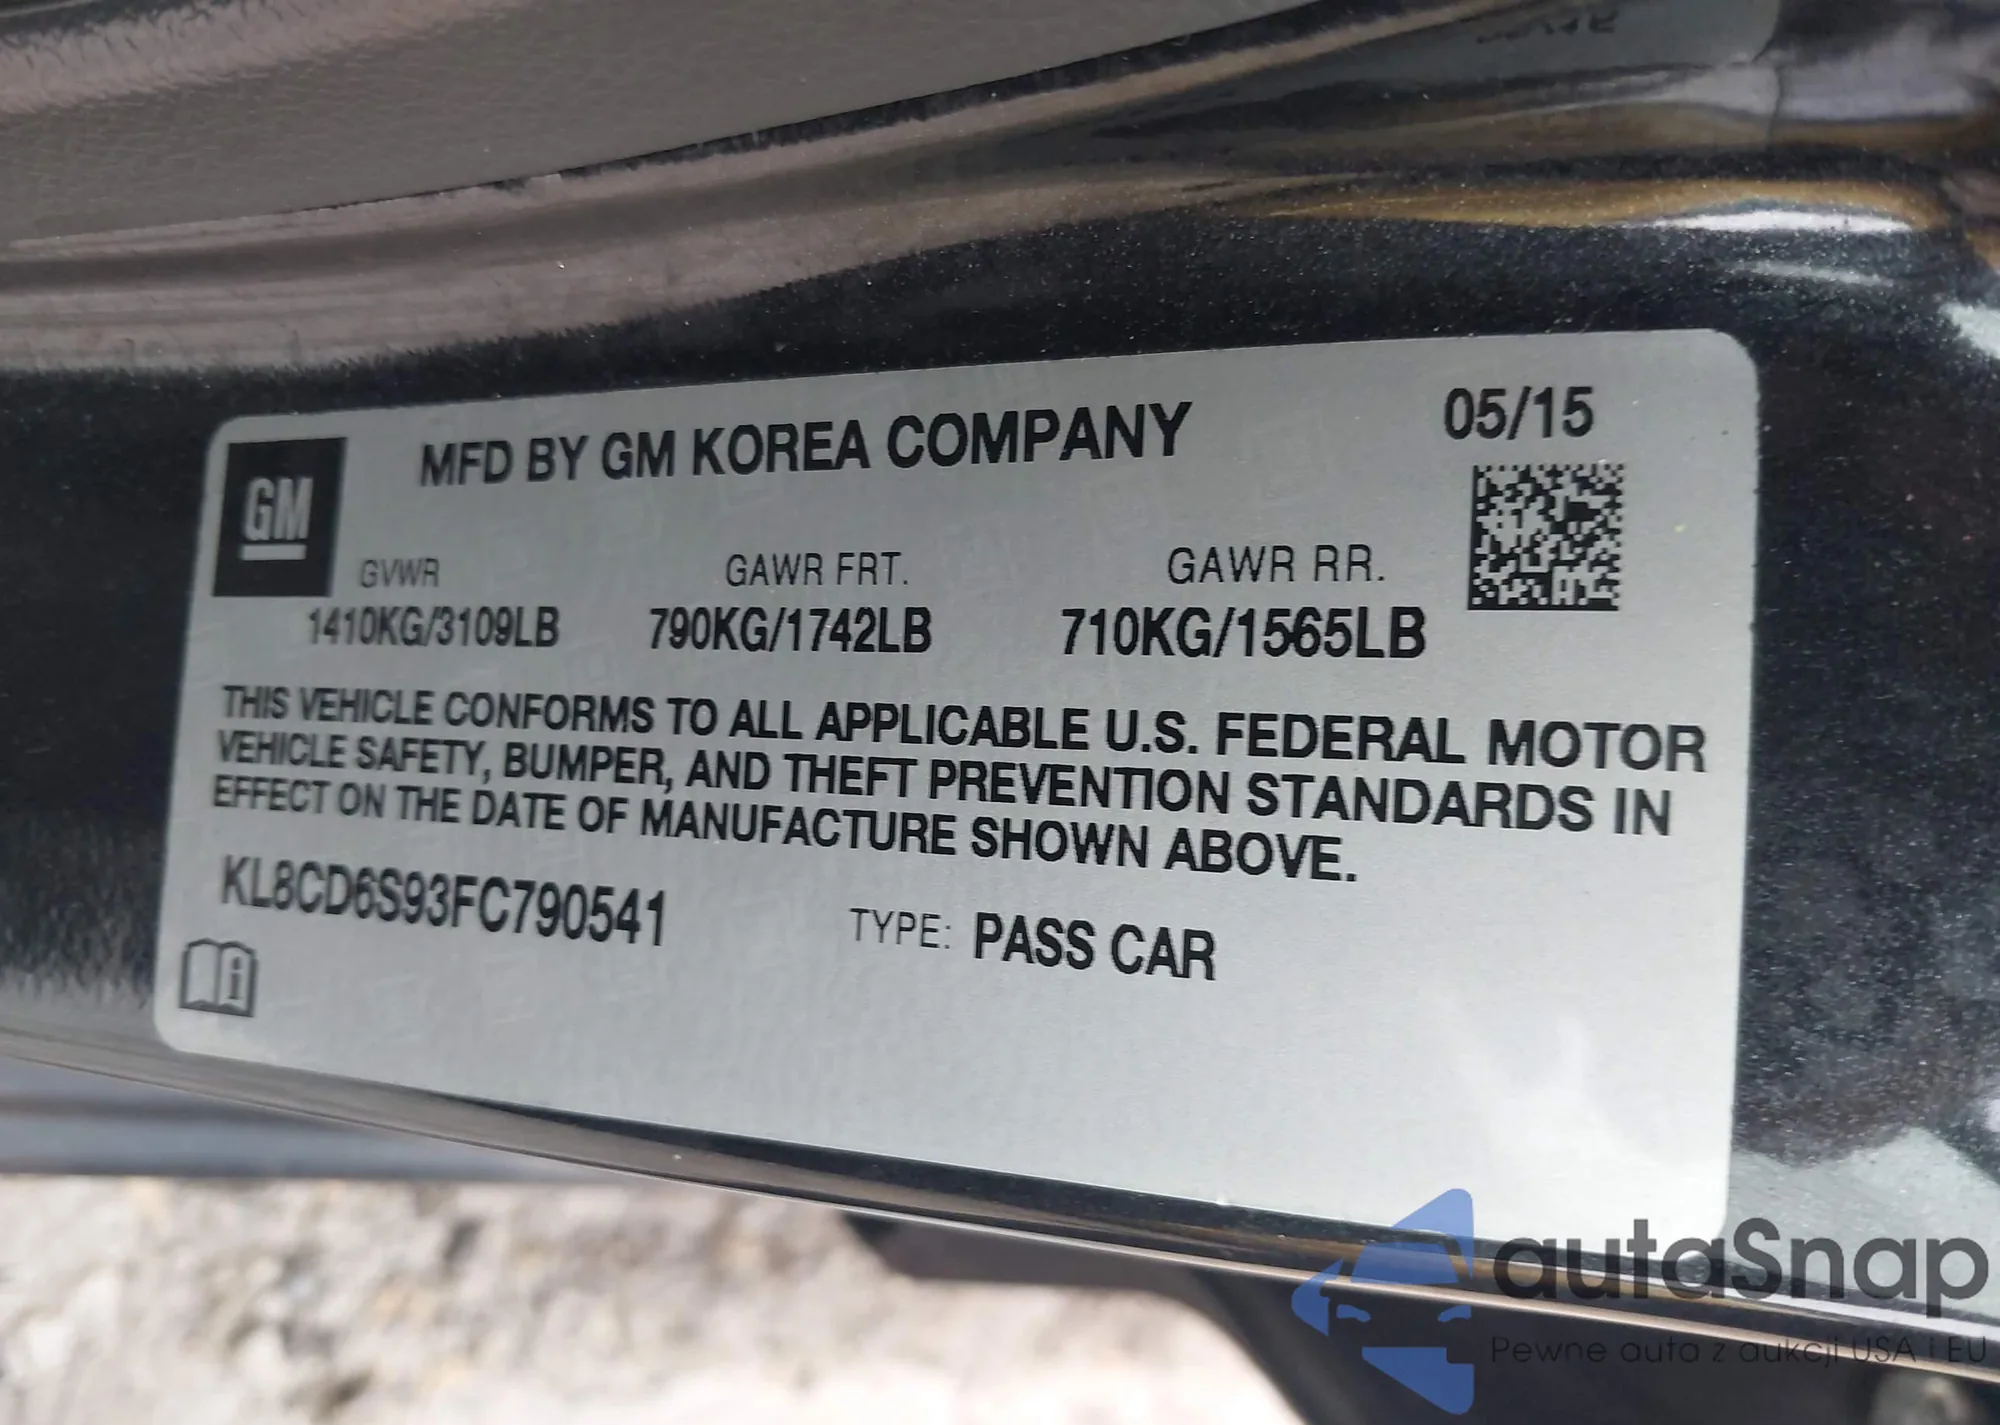 MFD BY GM KOREA COMPANY 05/15
GM
GVWR GAWR FRT. GAWR RR.
1410KG/3109LB 790KG/1742LB 710KG/1565LB
THIS VEHICLE CONFORMS TO ALL APPLICABLE U.S. FEDERAL MOTOR
VEHICLE SAFETY, BUMPER, AND THEFT PREVENTION STANDARDS IN
EFFECT ON THE DATE OF MANUFACTURE SHOWN ABOVE.
KL8CD6S93FC790541 TYPE: PASS CAR
autaSnap
Pewne auta z aukcji USA i EU